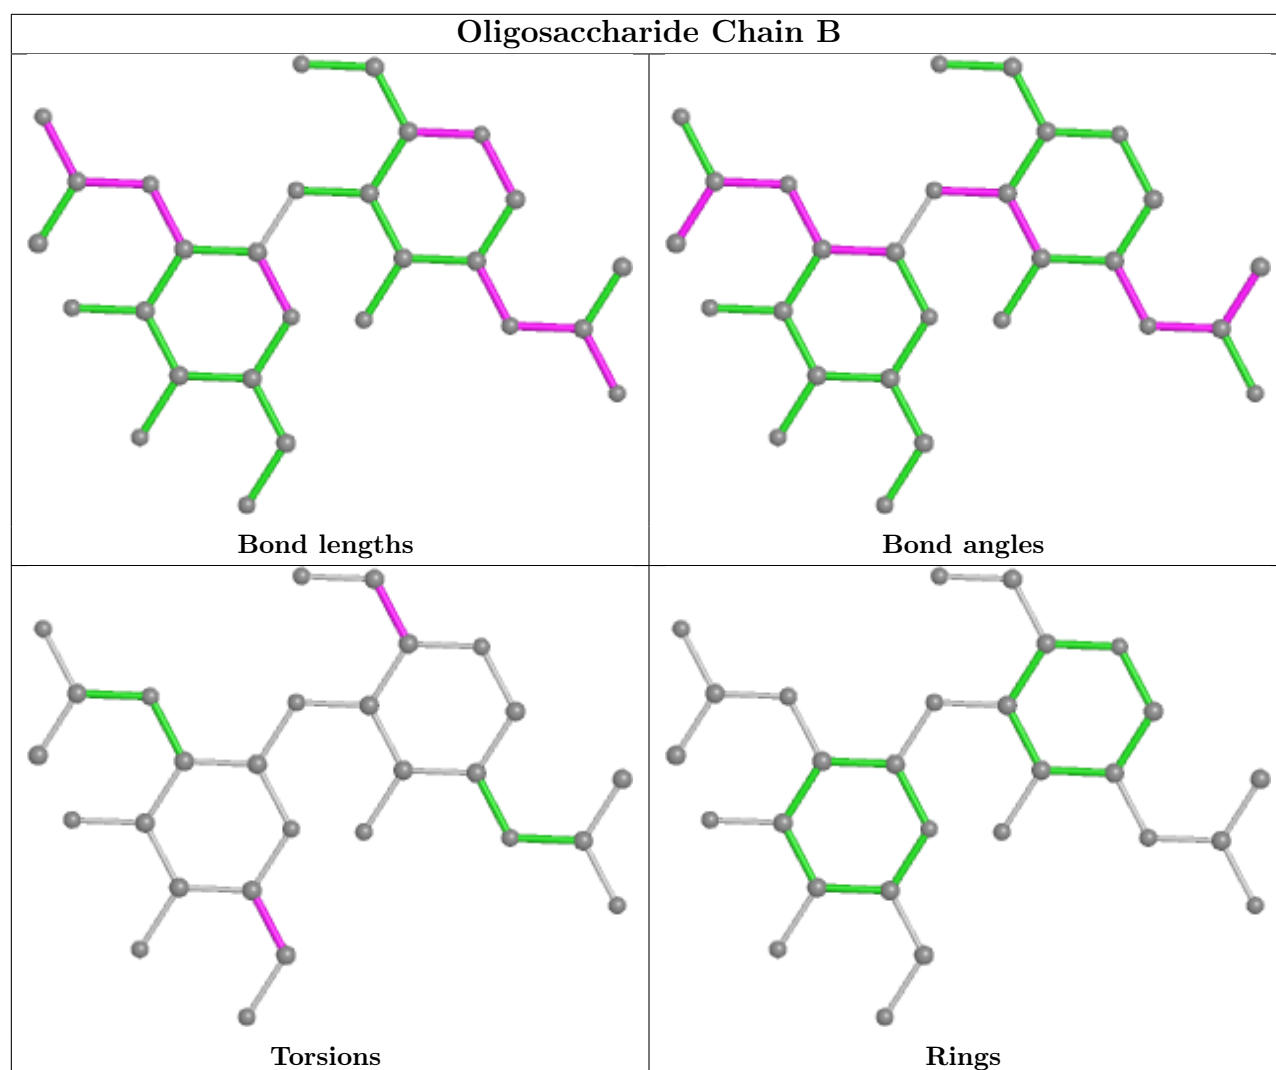 Oligosaccharide Chain B
Bond lengths
Bond angles
Torsions
Rings